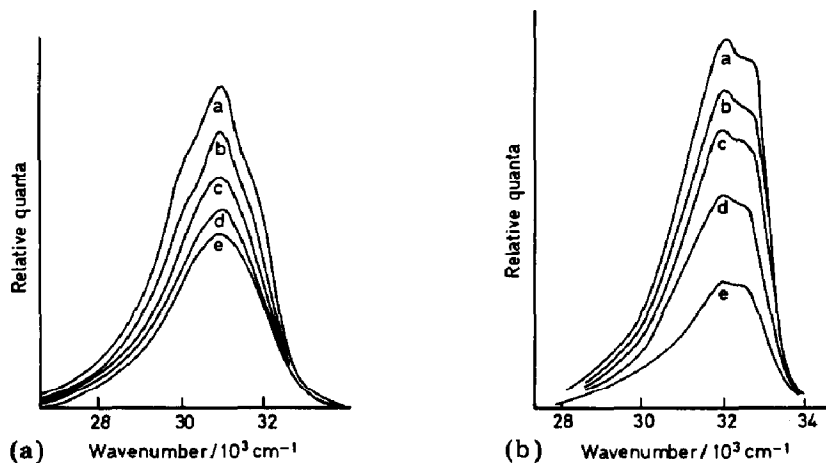 Relative quanta
a
b
c
d
e
28 30 32
(a) Wavenumber/10³ cm⁻¹
Relative quanta
a
b
c
d
e
28 30 32 34
(b) Wavenumber/10³ cm⁻¹